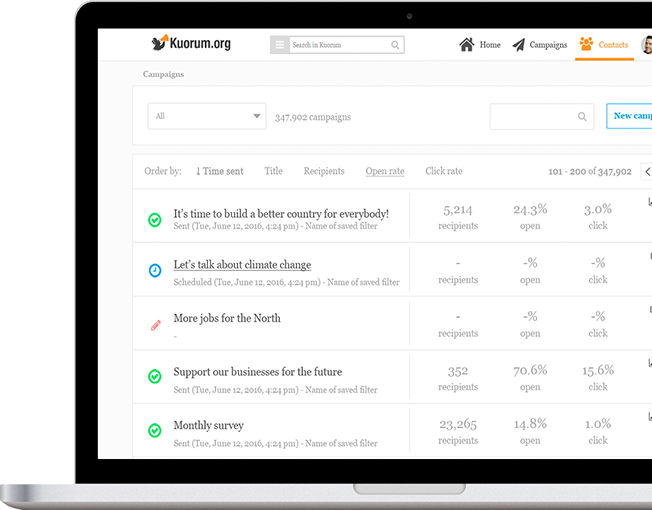 Kuorum.org
Search in Kuorum
Home
Campaigns
Contacts
Campaigns
All
347,902 campaigns
New camp
Order by:
↓ Time sent
Title
Recipients
Open rate
Click rate
101 - 200 of 347,902
It's time to build a better country for everybody!
Sent (Tue, June 12, 2016, 4:24 pm) - Name of saved filter
5,214
recipients
24.3%
open
3.0%
click
Let's talk about climate change
Scheduled (Tue, June 12, 2016, 4:24 pm) - Name of saved filter
-
recipients
-%
open
-%
click
More jobs for the North
-
-
recipients
-%
open
-%
click
Support our businesses for the future
Sent (Tue, June 12, 2016, 4:24 pm) - Name of saved filter
352
recipients
70.6%
open
15.6%
click
Monthly survey
Sent (Tue, June 12, 2016, 4:24 pm) - Name of saved filter
23,265
recipients
14.8%
open
1.0%
click